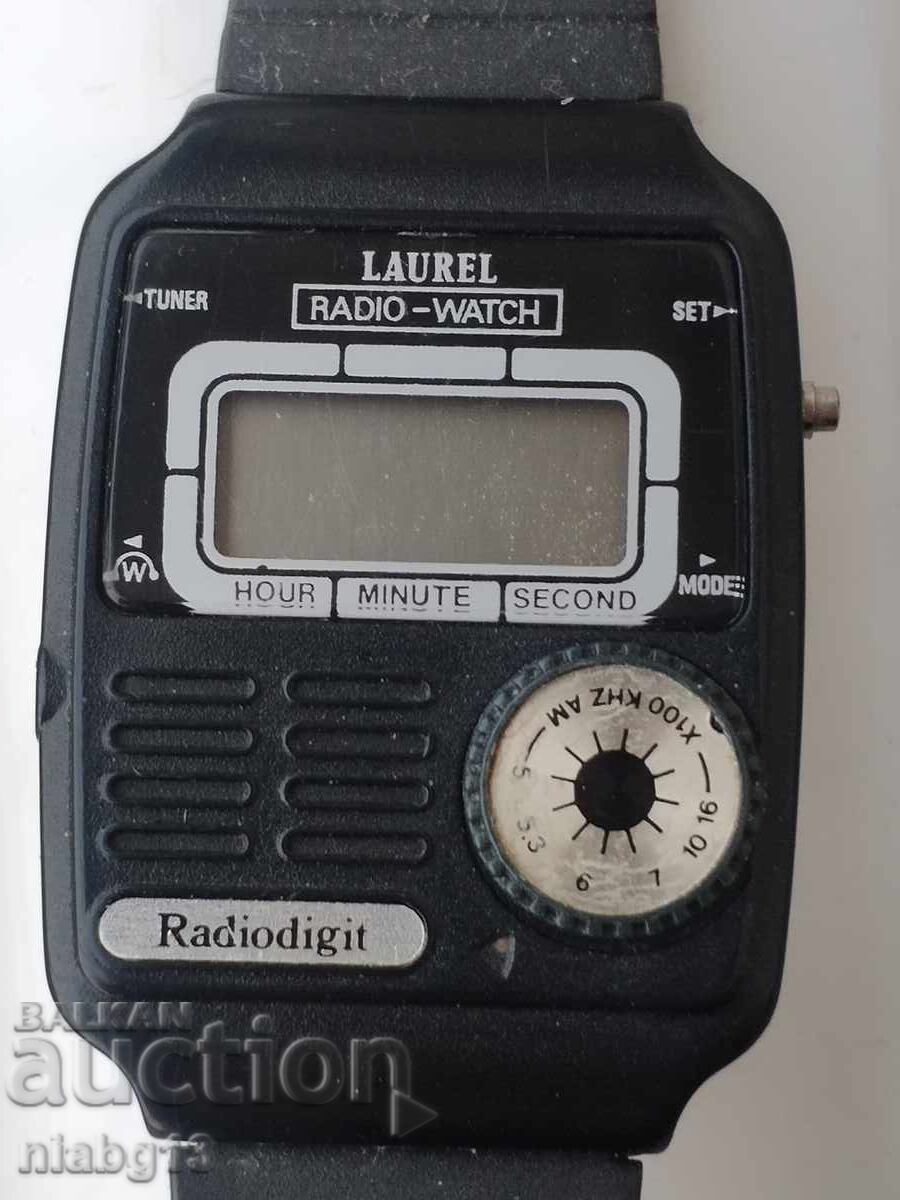 LAUREL
RADIO-WATCH
TUNER
SET
W
MODE
HOUR MINUTE SECOND
X100 KHZ AM
5 5.3 6 7 10 16
Radiodigit
BALKAN
auction
niabg13